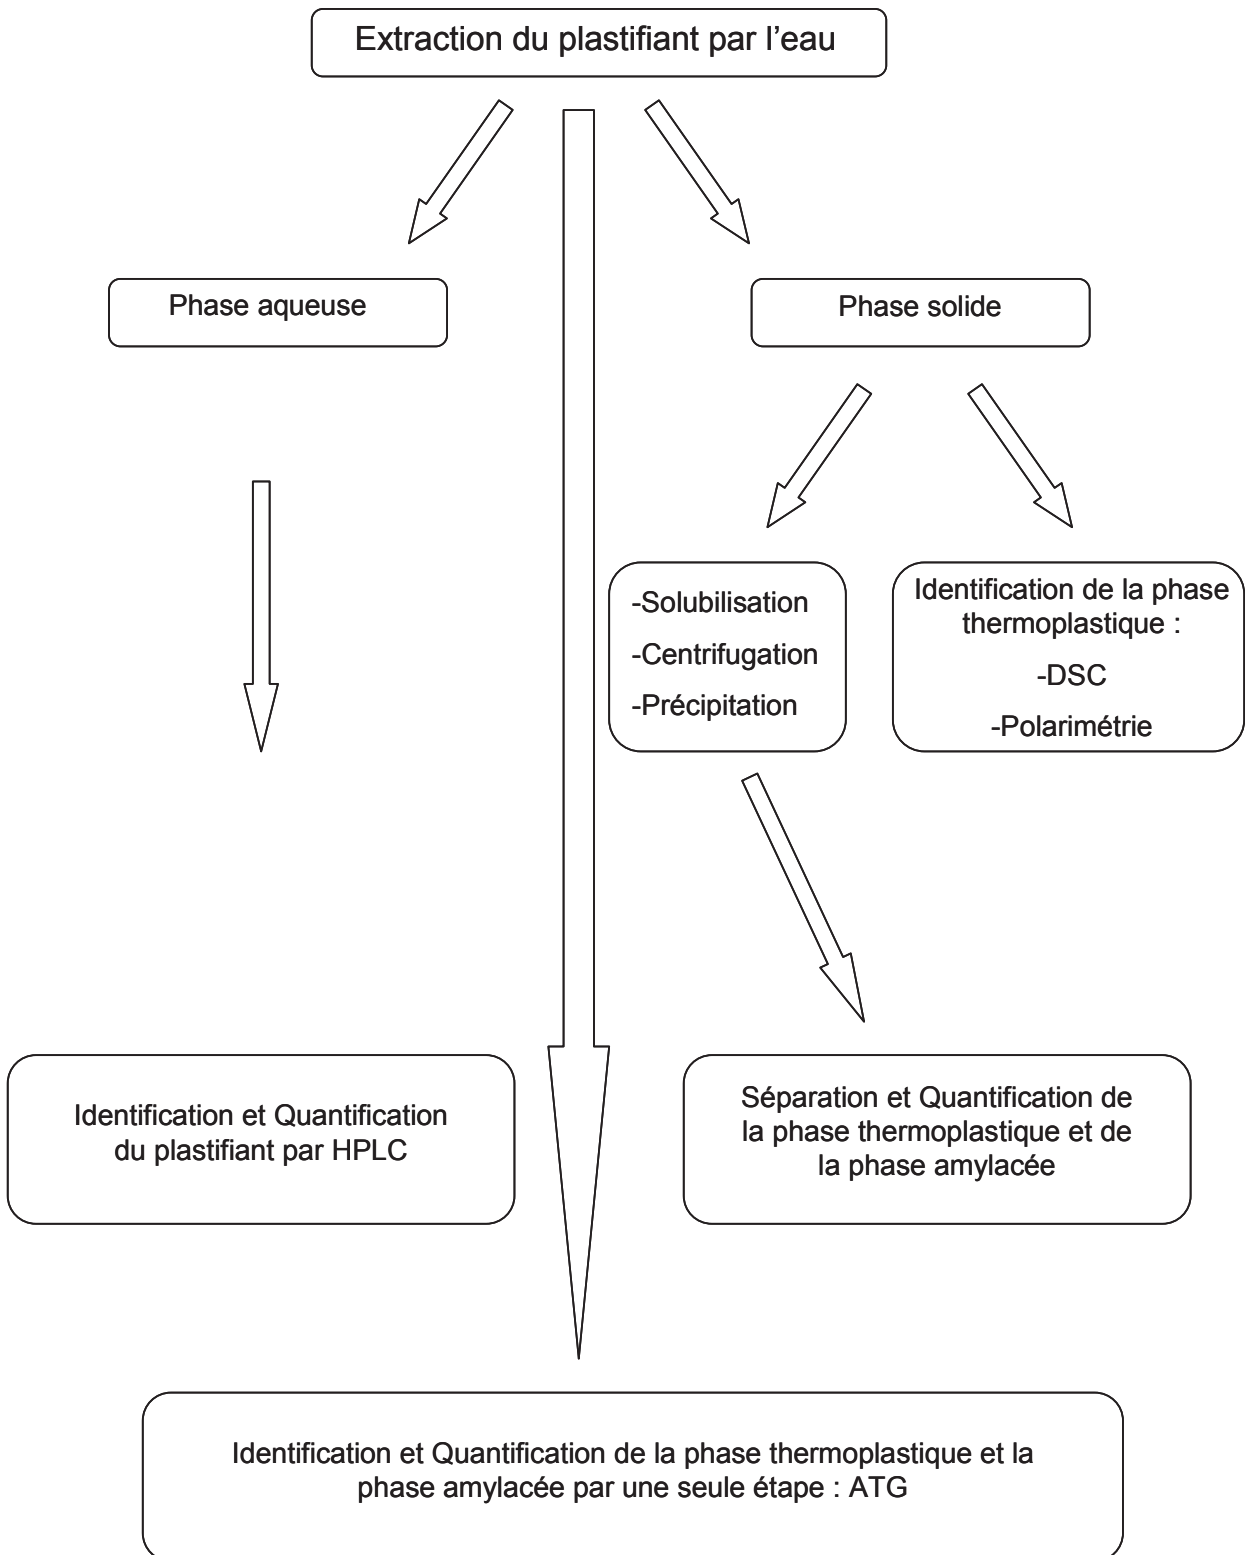 Extraction du plastifiant par l’eau
Phase aqueuse
Phase solide
-Solubilisation
-Centrifugation
-Précipitation
Identification de la phase
thermoplastique :
-DSC
-Polarimétrie
Identification et Quantification
du plastifiant par HPLC
Séparation et Quantification de
la phase thermoplastique et de
la phase amylacée
Identification et Quantification de la phase thermoplastique et la
phase amylacée par une seule étape : ATG